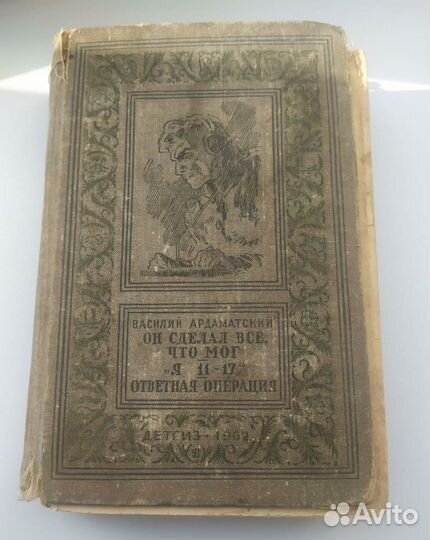 ВАСИЛИЙ АРДАМАТСКИЙ
ОН СДЕЛАЛ ВСЕ,
ЧТО МОГ
„Я 11-17“
ОТВЕТНАЯ ОПЕРАЦИЯ
ДЕТГИЗ · 1962
Avito